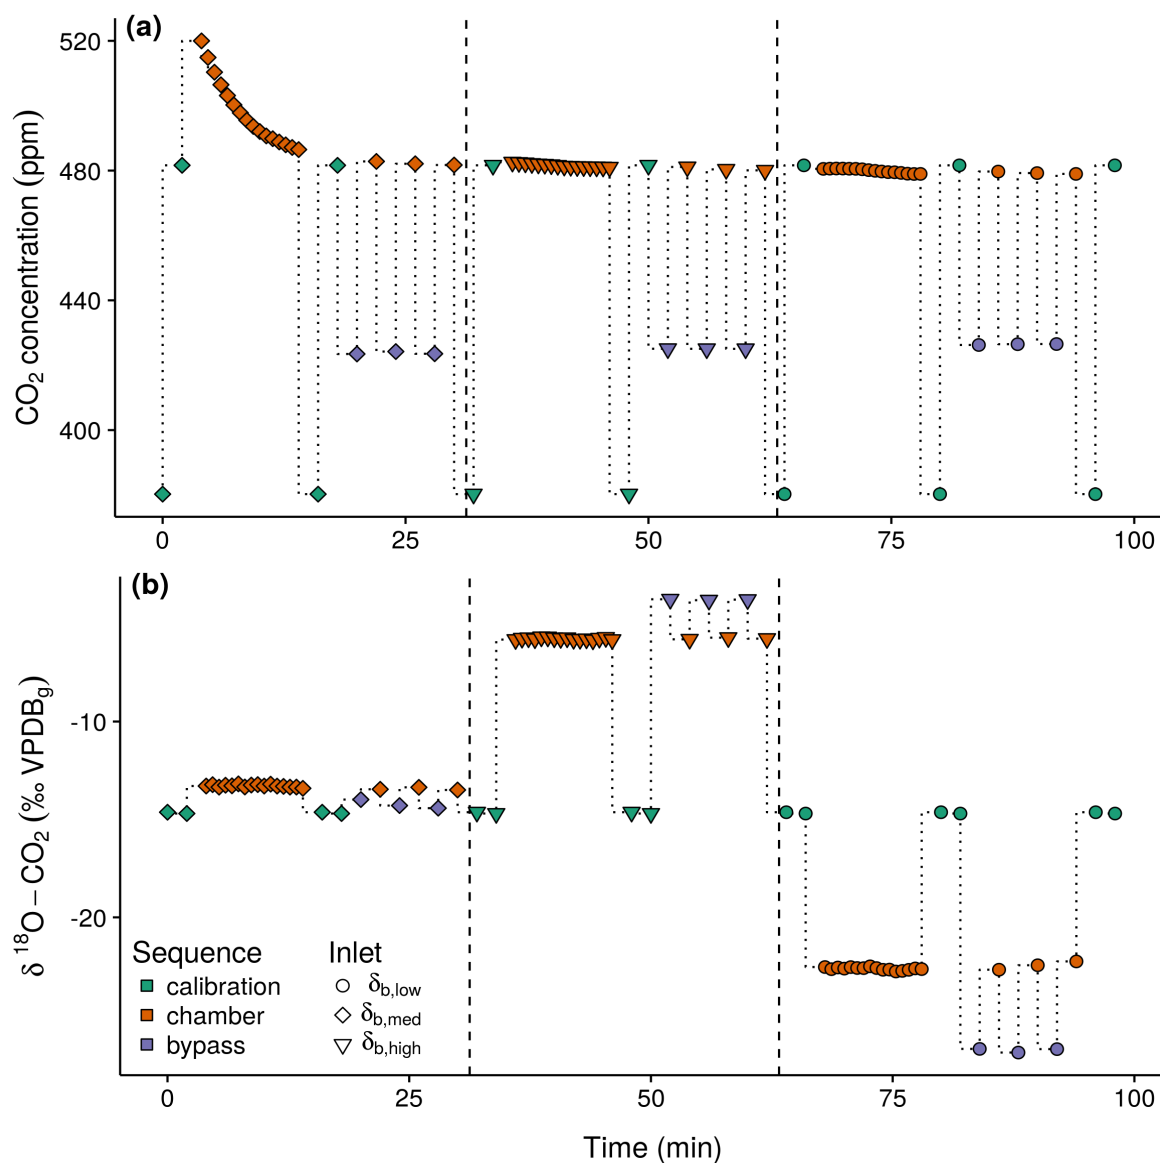 (a)
CO₂ concentration (ppm)
520
480
440
400
0 25 50 75 100
(b)
δ ¹⁸O−CO₂ (‰ VPDBg)
-10
-20
Sequence Inlet
calibration δb,low
chamber δb,med
bypass δb,high
0 25 50 75 100
Time (min)